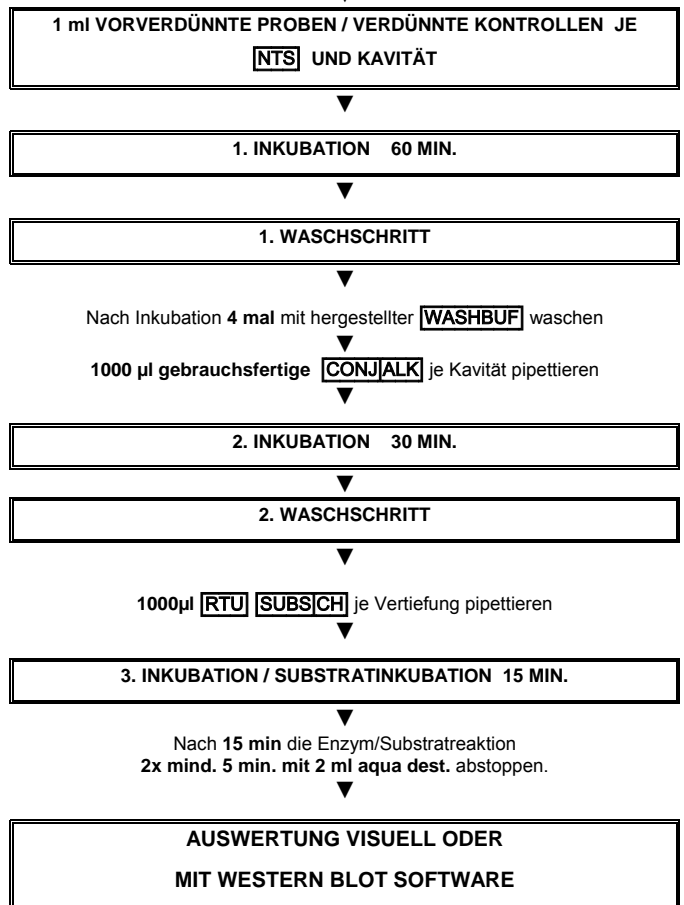 1 ml VORVERDÜNNTE PROBEN / VERDÜNNTE KONTROLLEN JE
NTS UND KAVITÄT
▼
1. INKUBATION 60 MIN.
▼
1. WASCHSCHRITT
▼
Nach Inkubation 4 mal mit hergestellter WASHBUF waschen
▼
1000 µl gebrauchsfertige CONJ ALK je Kavität pipettieren
▼
2. INKUBATION 30 MIN.
▼
2. WASCHSCHRITT
▼
1000µl RTU SUBS CH je Vertiefung pipettieren
▼
3. INKUBATION / SUBSTRATINKUBATION 15 MIN.
▼
Nach 15 min die Enzym/Substratreaktion
2x mind. 5 min. mit 2 ml aqua dest. abstoppen.
▼
AUSWERTUNG VISUELL ODER
MIT WESTERN BLOT SOFTWARE